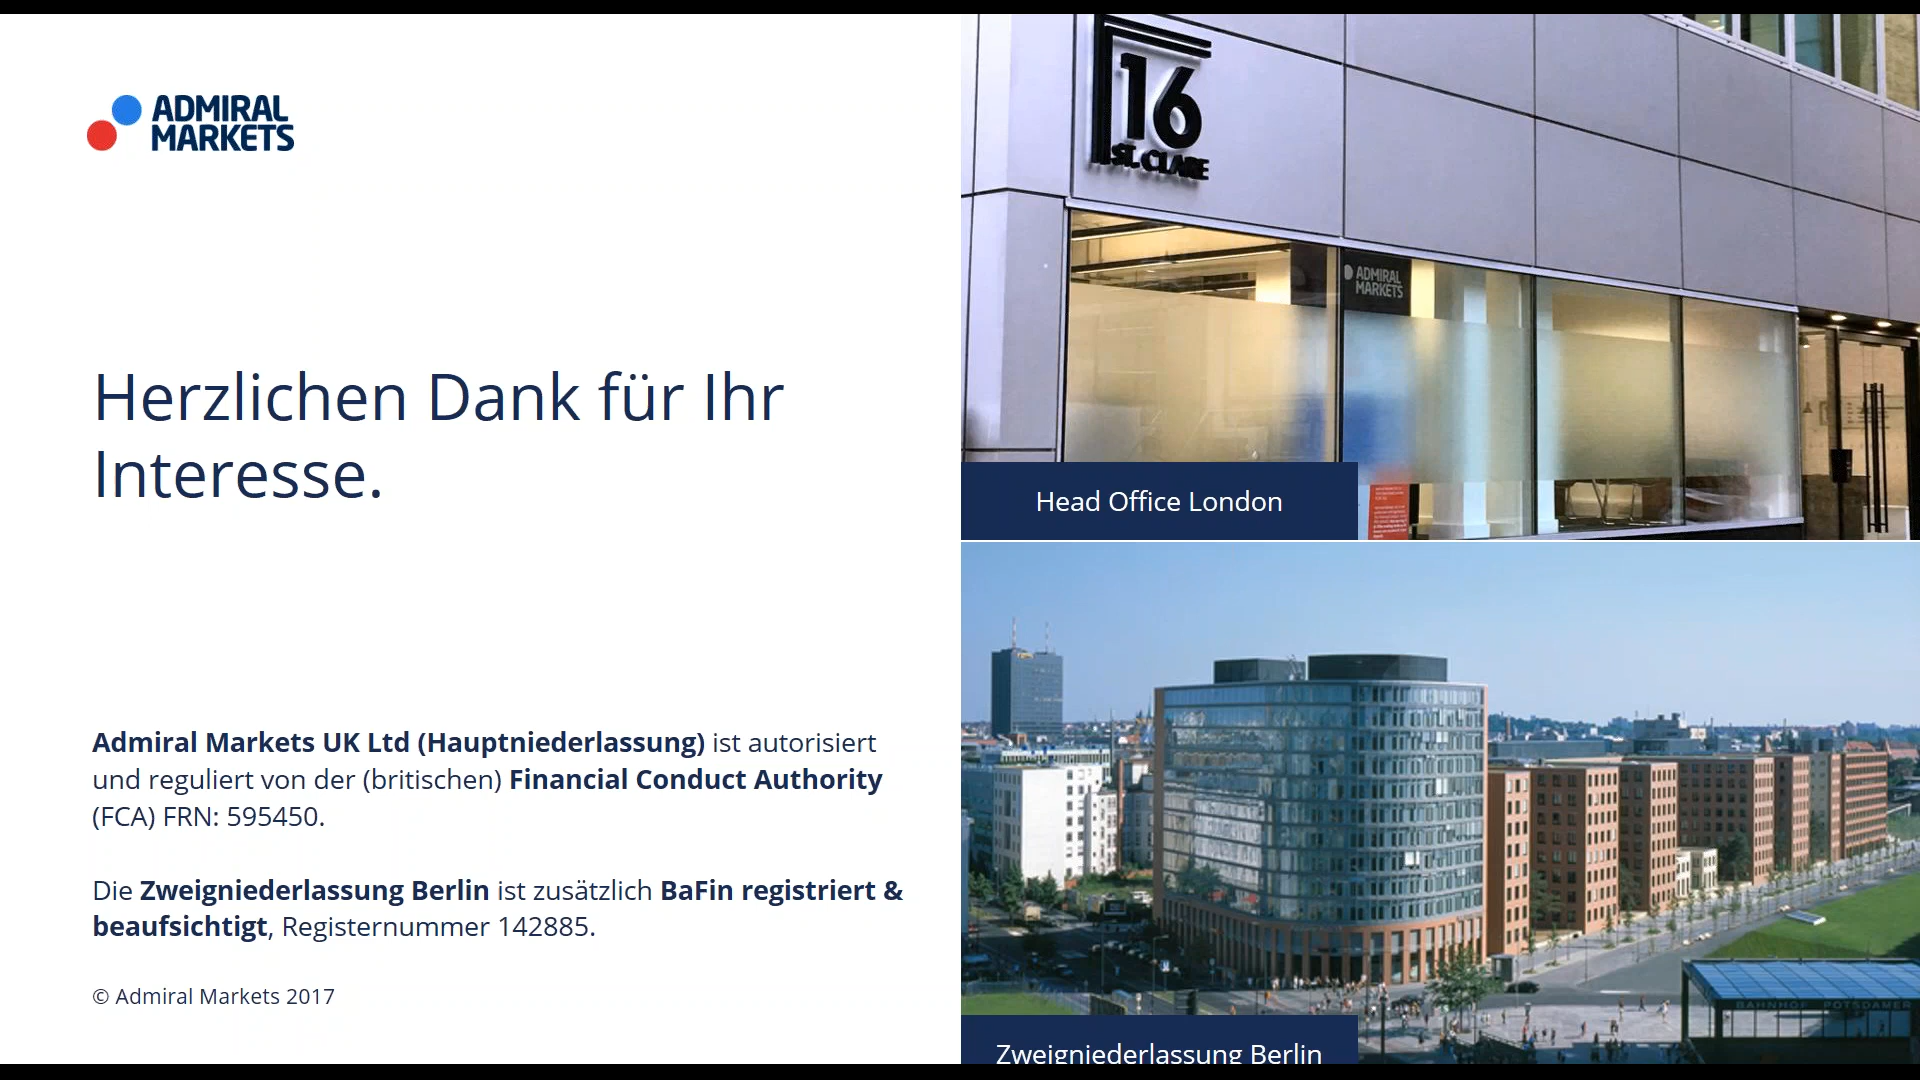 ADMIRAL
MARKETS
Herzlichen Dank für Ihr
Interesse.
Admiral Markets UK Ltd (Hauptniederlassung) ist autorisiert
und reguliert von der (britischen) Financial Conduct Authority
(FCA) FRN: 595450.
Die Zweigniederlassung Berlin ist zusätzlich BaFin registriert &
beaufsichtigt, Registernummer 142885.
© Admiral Markets 2017
16
ST. CLARE
ADMIRAL
MARKETS
Head Office London
BAHNHOF POTSDAMER
Zweigniederlassung Berlin